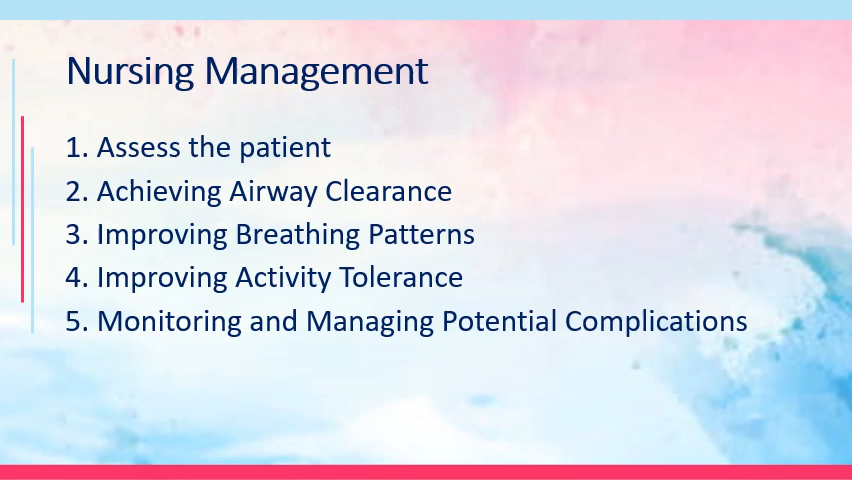 Nursing Management
1. Assess the patient
2. Achieving Airway Clearance
3. Improving Breathing Patterns
4. Improving Activity Tolerance
5. Monitoring and Managing Potential Complications